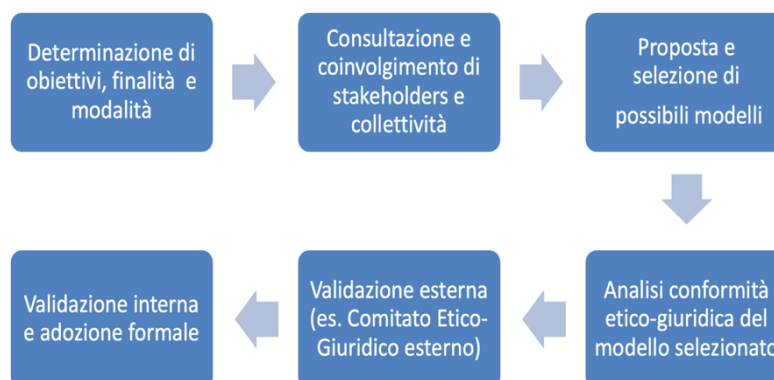 Determinazione di
obiettivi, finalità e
modalità
Consultazione e
coinvolgimento di
stakeholders e
collettività
Proposta e
selezione di
possibili modelli
Analisi conformità
etico-giuridica del
modello selezionato
Validazione esterna
(es. Comitato Etico-
Giuridico esterno)
Validazione interna
e adozione formale